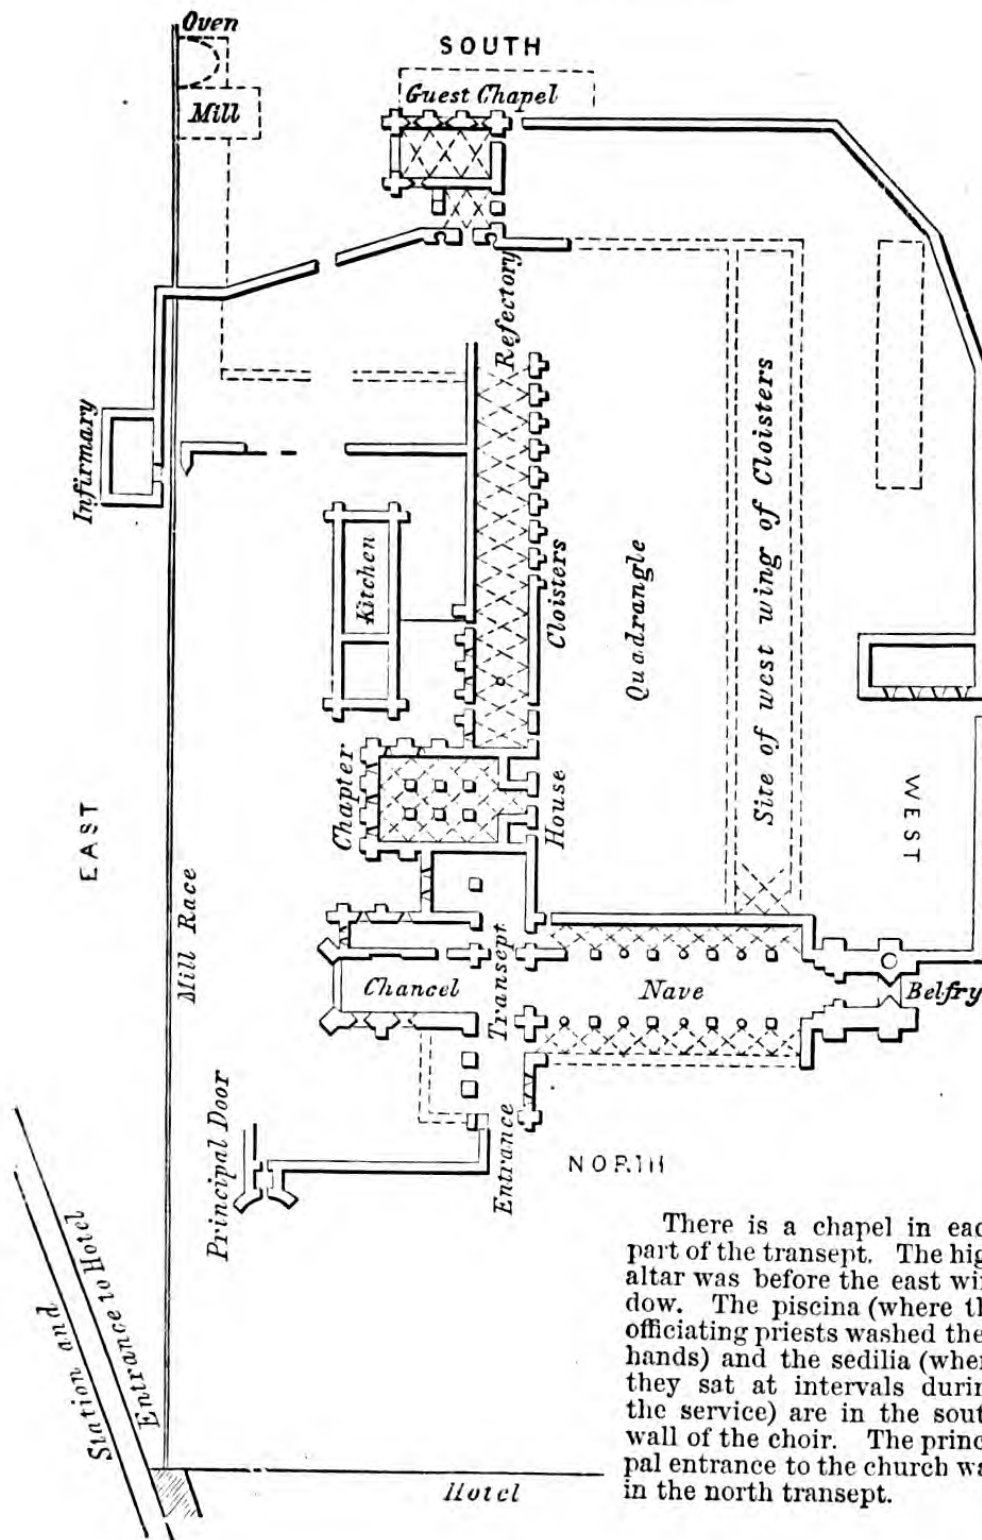 Oven
SOUTH
Guest Chapel
Mill
Refectory
Infirmary
Kitchen
Cloisters
Quadrangle
Site of west wing of Cloisters
Chapter
House
EAST
WEST
Mill Race
Chancel
Transept
Nave
Belfry
Principal Door
Entrance
NORTH
Station and
Entrance to Hotel
Hotel
There is a chapel in eac
part of the transept. The hig
altar was before the east win
dow. The piscina (where th
officiating priests washed the
hands) and the sedilia (wher
they sat at intervals durin
the service) are in the sout
wall of the choir. The princ
pal entrance to the church wa
in the north transept.